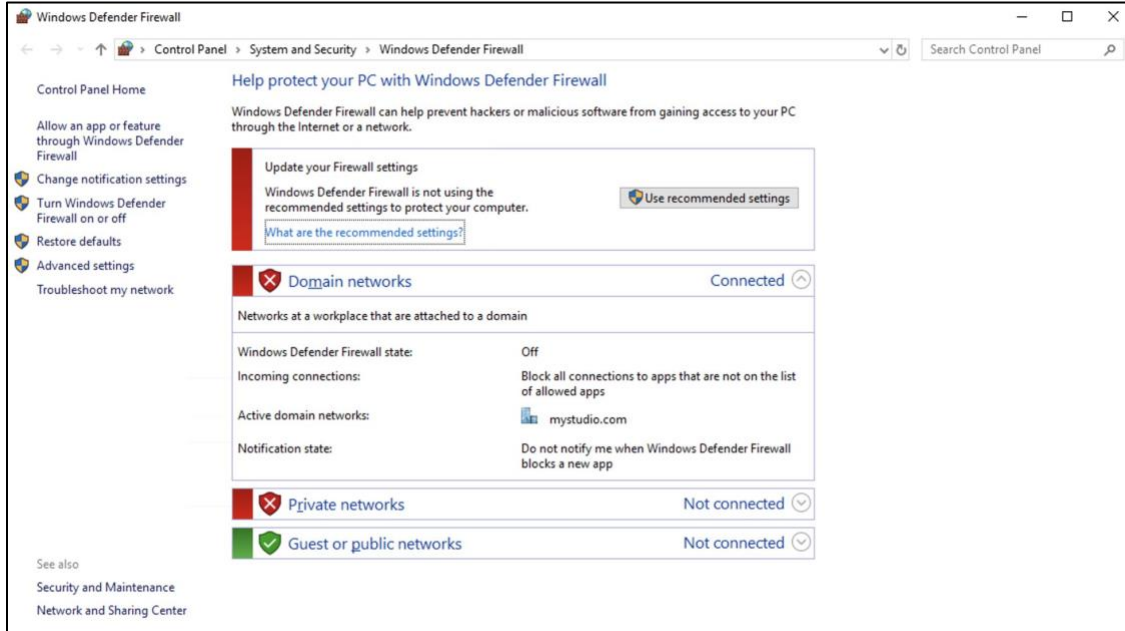 Windows Defender Firewall
Control Panel > System and Security > Windows Defender Firewall
Search Control Panel
Control Panel Home
Allow an app or feature
through Windows Defender
Firewall
Change notification settings
Turn Windows Defender
Firewall on or off
Restore defaults
Advanced settings
Troubleshoot my network
See also
Security and Maintenance
Network and Sharing Center
Help protect your PC with Windows Defender Firewall
Windows Defender Firewall can help prevent hackers or malicious software from gaining access to your PC
through the Internet or a network.
Update your Firewall settings
Windows Defender Firewall is not using the
recommended settings to protect your computer.
Use recommended settings
What are the recommended settings?
Domain networks Connected
Networks at a workplace that are attached to a domain
Windows Defender Firewall state: Off
Incoming connections: Block all connections to apps that are not on the list
of allowed apps
Active domain networks: mystudio.com
Notification state: Do not notify me when Windows Defender Firewall
blocks a new app
Private networks Not connected
Guest or public networks Not connected